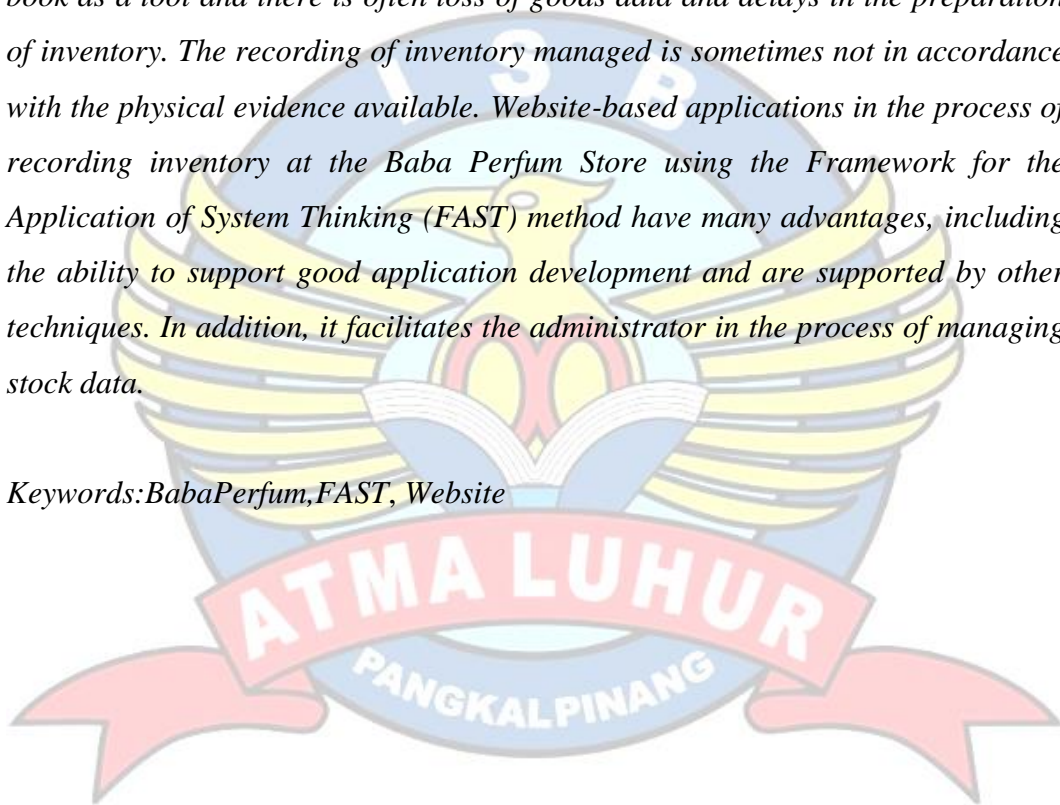 book as a tool and there is often loss of goods data and delays in the preparation
of inventory. The recording of inventory managed is sometimes not in accordance
with the physical evidence available. Website-based applications in the process of
recording inventory at the Baba Perfum Store using the Framework for the
Application of System Thinking (FAST) method have many advantages, including
the ability to support good application development and are supported by other
techniques. In addition, it facilitates the administrator in the process of managing
stock data.
Keywords:BabaPerfum,FAST, Website
I S B
ATMA LUHUR
PANGKALPINANG